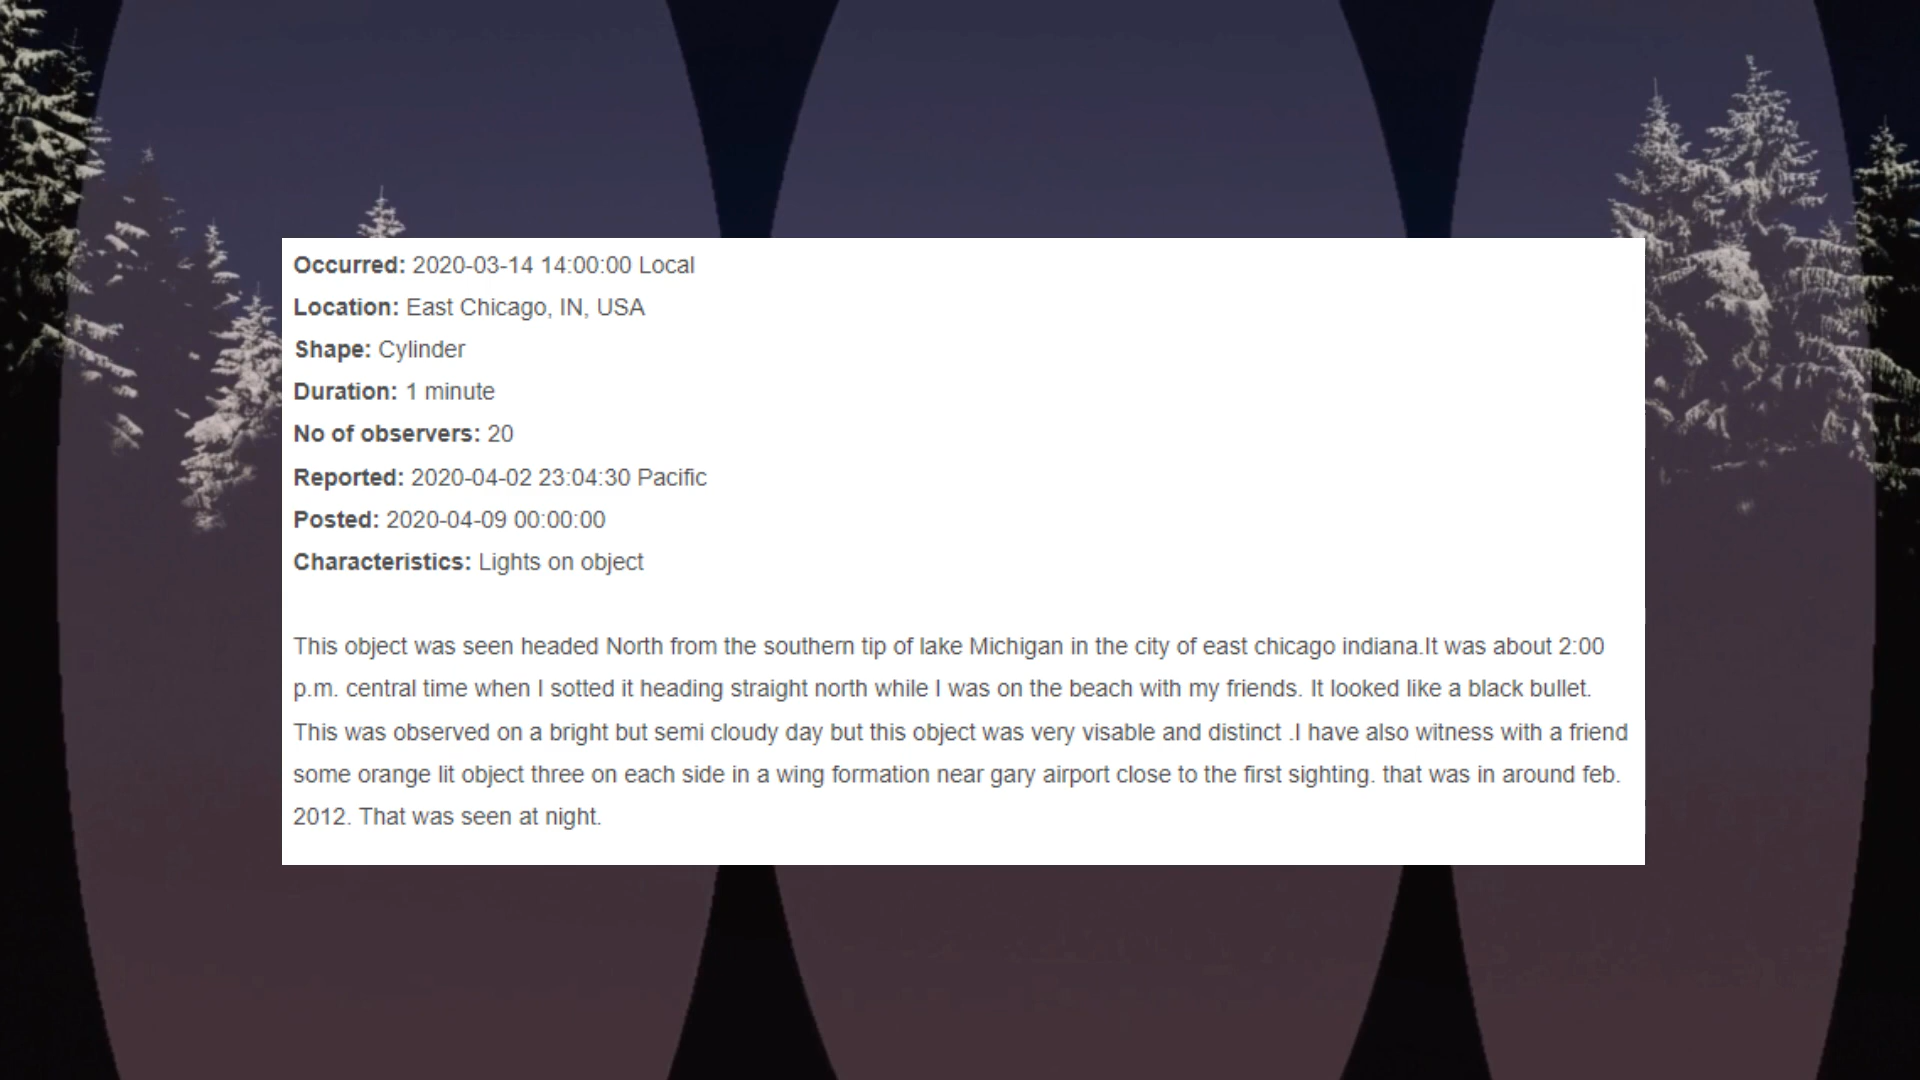 Occurred: 2020-03-14 14:00:00 Local
Location: East Chicago, IN, USA
Shape: Cylinder
Duration: 1 minute
No of observers: 20
Reported: 2020-04-02 23:04:30 Pacific
Posted: 2020-04-09 00:00:00
Characteristics: Lights on object
This object was seen headed North from the southern tip of lake Michigan in the city of east chicago indiana.It was about 2:00
p.m. central time when I sotted it heading straight north while I was on the beach with my friends. It looked like a black bullet.
This was observed on a bright but semi cloudy day but this object was very visable and distinct .I have also witness with a friend
some orange lit object three on each side in a wing formation near gary airport close to the first sighting. that was in around feb.
2012. That was seen at night.